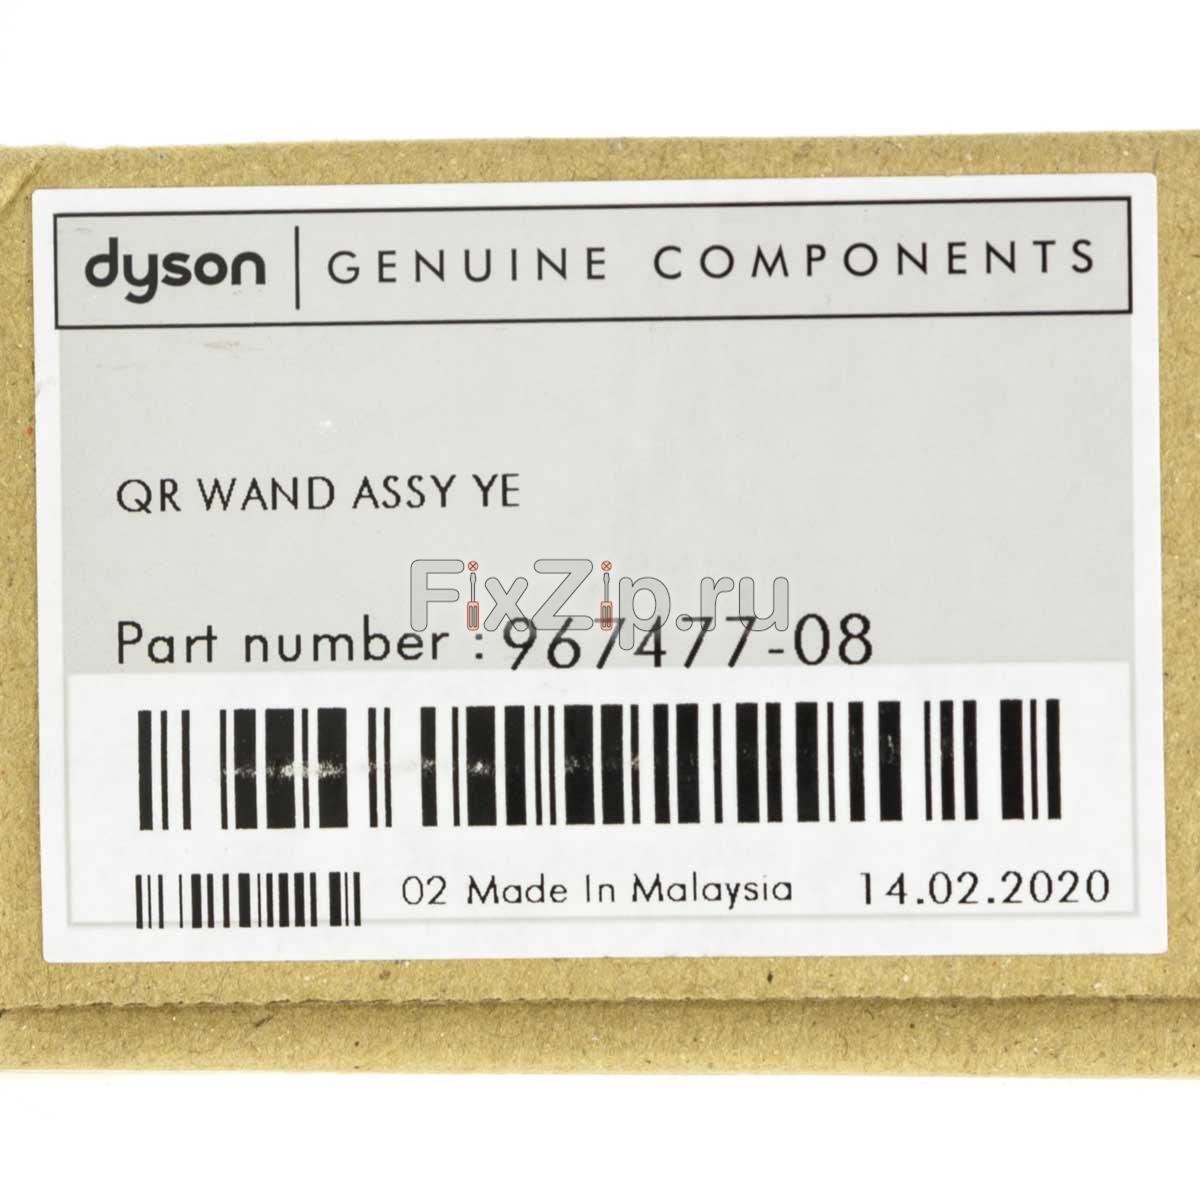 dyson GENUINE COMPONENTS
QR WAND ASSY YE
FixZip.ru
Part number : 967477-08
02 Made In Malaysia 14.02.2020